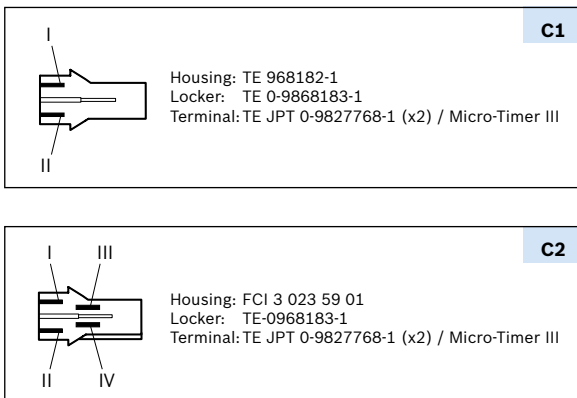 C1
I
Housing: TE 968182-1
Locker: TE 0-9868183-1
Terminal: TE JPT 0-9827768-1 (x2) / Micro-Timer III
II
C2
I III
Housing: FCI 3 023 59 01
Locker: TE-0968183-1
Terminal: TE JPT 0-9827768-1 (x2) / Micro-Timer III
II IV